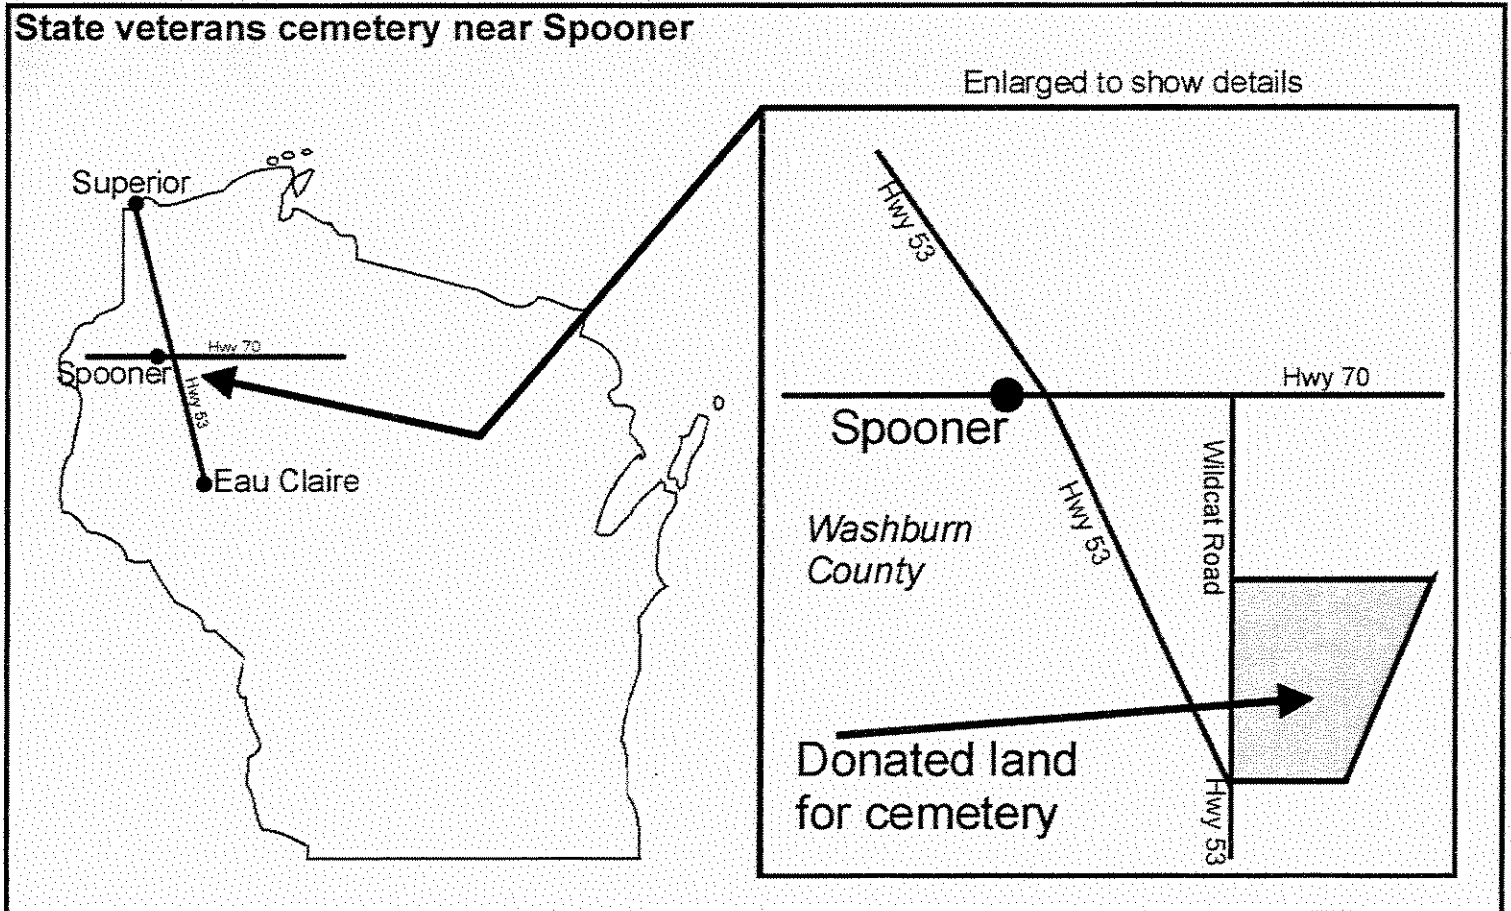 State veterans cemetery near Spooner
Enlarged to show details
Superior
Hwy 53
Hwy 70
Hwy 70
Spooner
Spooner
Hwy 53
Eau Claire
Wildcat Road
Hwy 53
Washburn
County
Donated land
for cemetery
Hwy 53